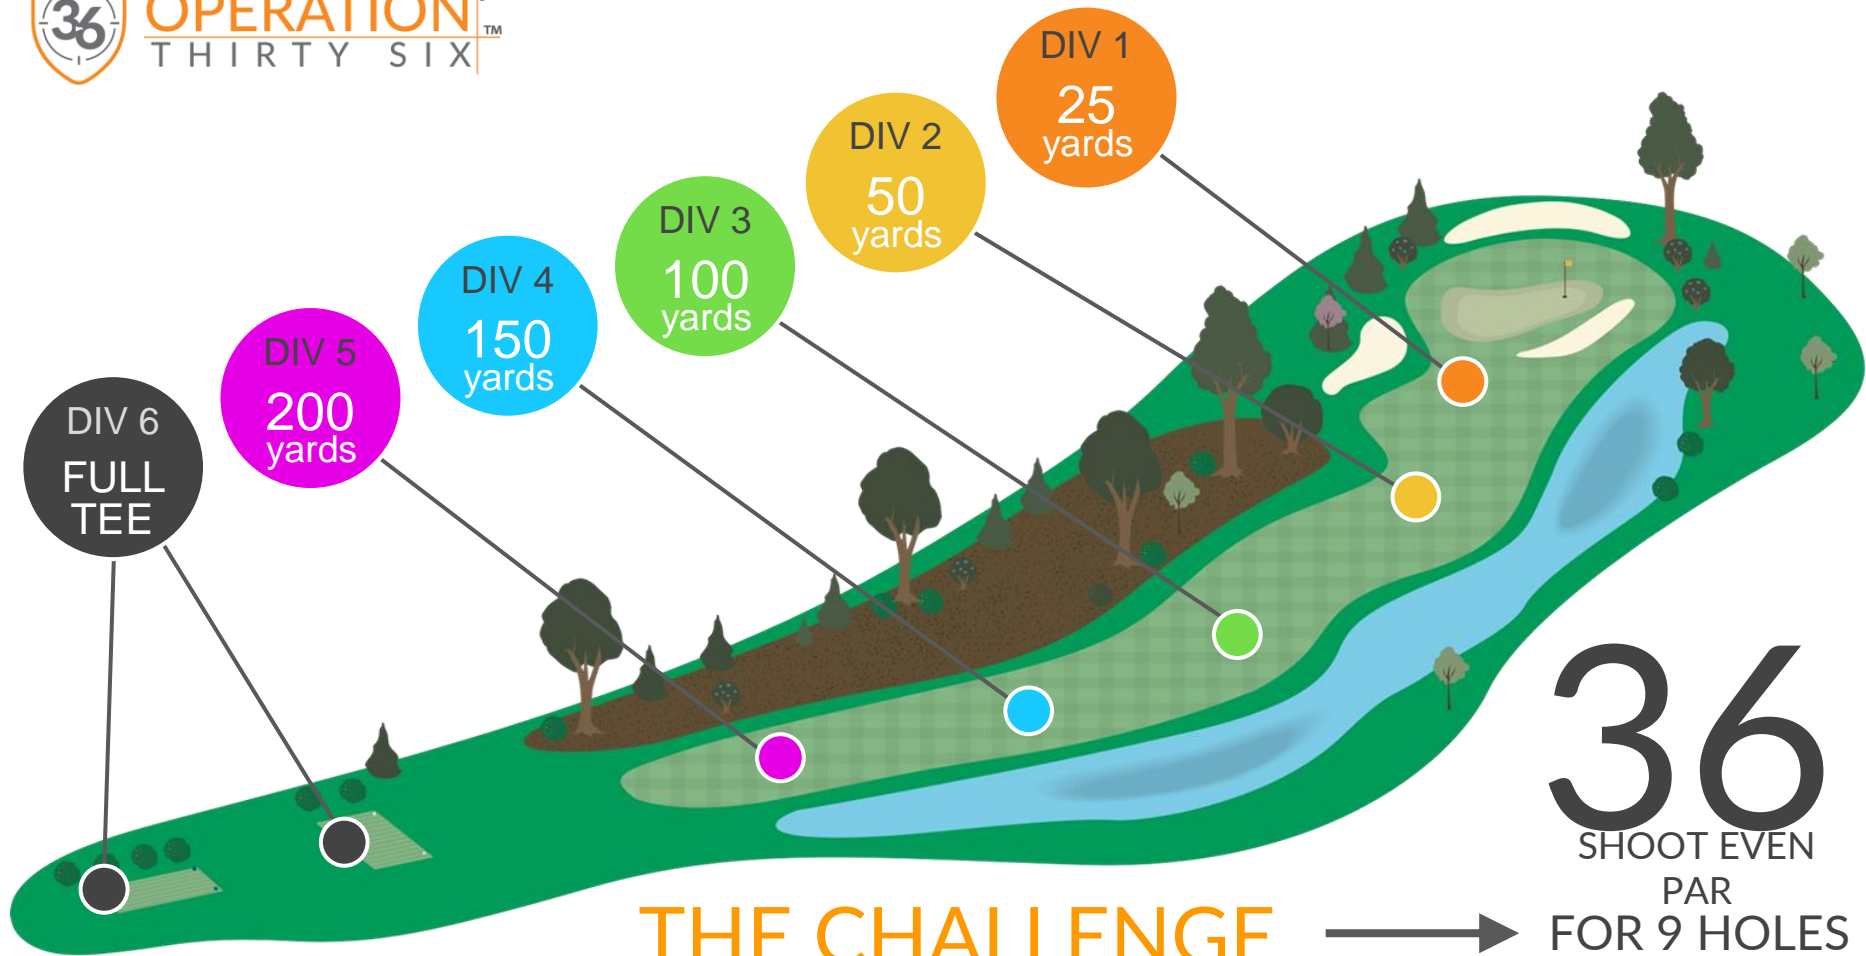 36
OPERATION
THIRTY SIX
TM
DIV 1
25
yards
DIV 2
50
yards
DIV 3
100
yards
DIV 4
150
yards
DIV 5
200
yards
DIV 6
FULL
TEE
36
SHOOT EVEN
PAR
FOR 9 HOLES
THE CHALLENGE